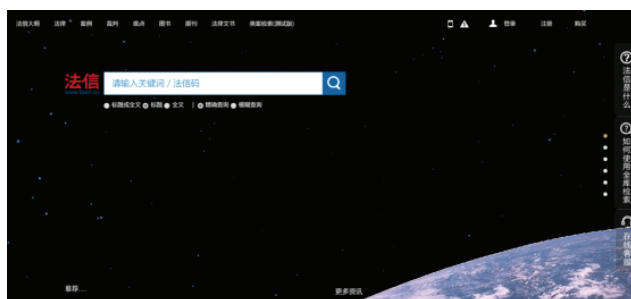 法信大纲 法律 案例 裁判 观点 图书 期刊 法律文书 类案检索(测试版) 登录 注册 购买
法信
请输入关键词 / 法信码
标题或全文 标题 全文 | 精确查询 模糊查询
法信是什么
如何使用全库检索
在线客服
推荐....
更多资讯